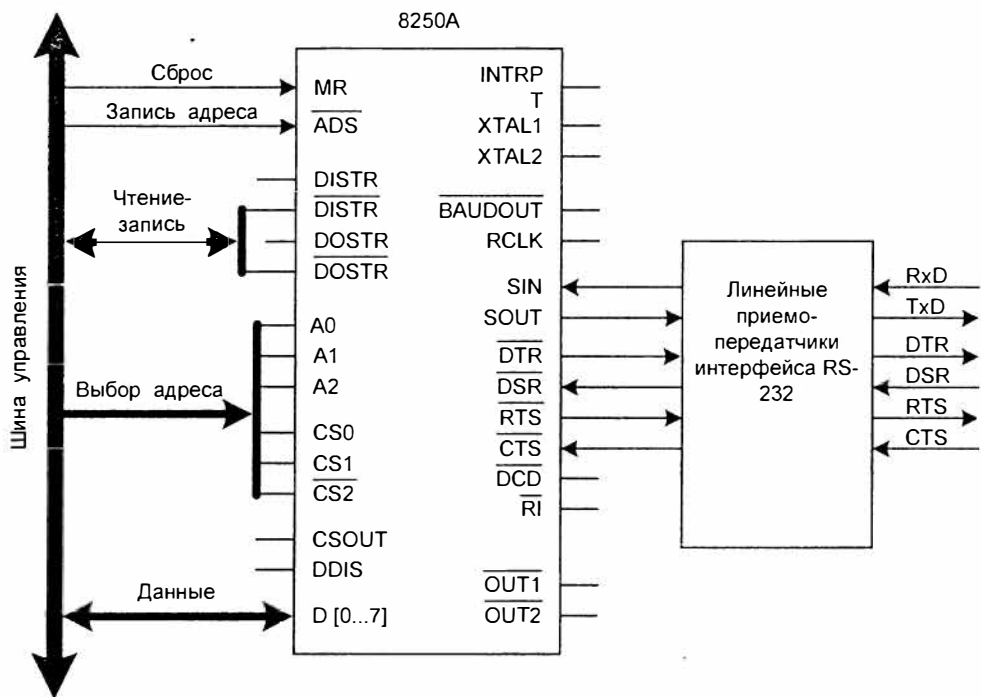 8250A
Шина управления
Сброс
Запись адреса
Чтение-
запись
Выбор адреса
Данные
MR
ADS
DISTR
DISTR
DOSTR
DOSTR
A0
A1
A2
CS0
CS1
CS2
CSOUT
DDIS
D [0...7]
INTRP
T
XTAL1
XTAL2
BAUDOUT
RCLK
SIN
SOUT
DTR
DSR
RTS
CTS
DCD
RI
OUT1
OUT2
Линейные
приемо-
передатчики
интерфейса RS-
232
RxD
TxD
DTR
DSR
RTS
CTS